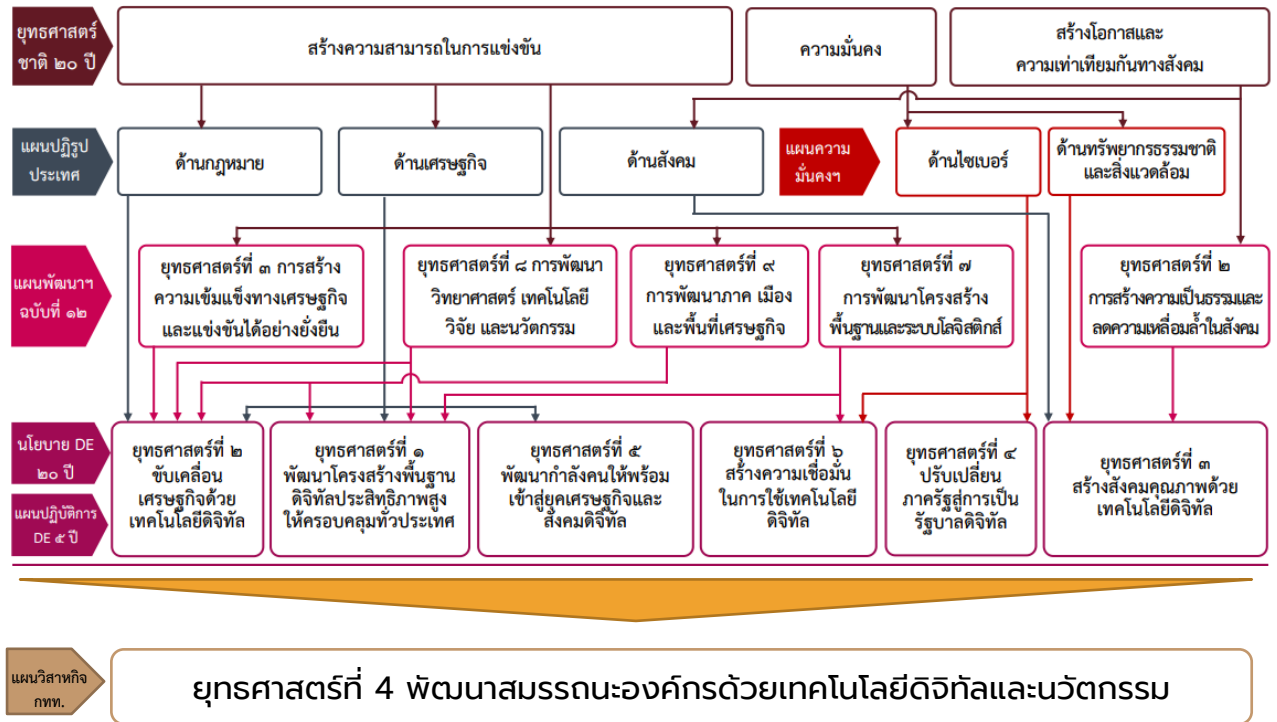 ยุทธศาสตร์
ชาติ ๒๐ ปี
สร้างความสามารถในการแข่งขัน
ความมั่นคง
สร้างโอกาสและ
ความเท่าเทียมกันทางสังคม
แผนปฏิรูป
ประเทศ
ด้านกฎหมาย
ด้านเศรษฐกิจ
ด้านสังคม
แผนความ
มั่นคงฯ
ด้านไซเบอร์
ด้านทรัพยากรธรรมชาติ
และสิ่งแวดล้อม
แผนพัฒนาฯ
ฉบับที่ ๑๒
ยุทธศาสตร์ที่ ๓ การสร้าง
ความเข้มแข็งทางเศรษฐกิจ
และแข่งขันได้อย่างยั่งยืน
ยุทธศาสตร์ที่ ๘ การพัฒนา
วิทยาศาสตร์ เทคโนโลยี
วิจัย และนวัตกรรม
ยุทธศาสตร์ที่ ๙
การพัฒนาภาค เมือง
และพื้นที่เศรษฐกิจ
ยุทธศาสตร์ที่ ๗
การพัฒนาโครงสร้าง
พื้นฐานและระบบโลจิสติกส์
ยุทธศาสตร์ที่ ๒
การสร้างความเป็นธรรมและ
ลดความเหลื่อมล้ำในสังคม
นโยบาย DE
๒๐ ปี
แผนปฏิบัติการ
DE ๕ ปี
ยุทธศาสตร์ที่ ๒
ขับเคลื่อน
เศรษฐกิจด้วย
เทคโนโลยีดิจิทัล
ยุทธศาสตร์ที่ ๑
พัฒนาโครงสร้างพื้นฐาน
ดิจิทัลประสิทธิภาพสูง
ให้ครอบคลุมทั่วประเทศ
ยุทธศาสตร์ที่ ๕
พัฒนากำลังคนให้พร้อม
เข้าสู่ยุคเศรษฐกิจและ
สังคมดิจิทัล
ยุทธศาสตร์ที่ ๖
สร้างความเชื่อมั่น
ในการใช้เทคโนโลยี
ดิจิทัล
ยุทธศาสตร์ที่ ๔
ปรับเปลี่ยน
ภาครัฐสู่การเป็น
รัฐบาลดิจิทัล
ยุทธศาสตร์ที่ ๓
สร้างสังคมคุณภาพด้วย
เทคโนโลยีดิจิทัล
แผนวิสาหกิจ
กทท.
ยุทธศาสตร์ที่ 4 พัฒนาสมรรถนะองค์กรด้วยเทคโนโลยีดิจิทัลและนวัตกรรม